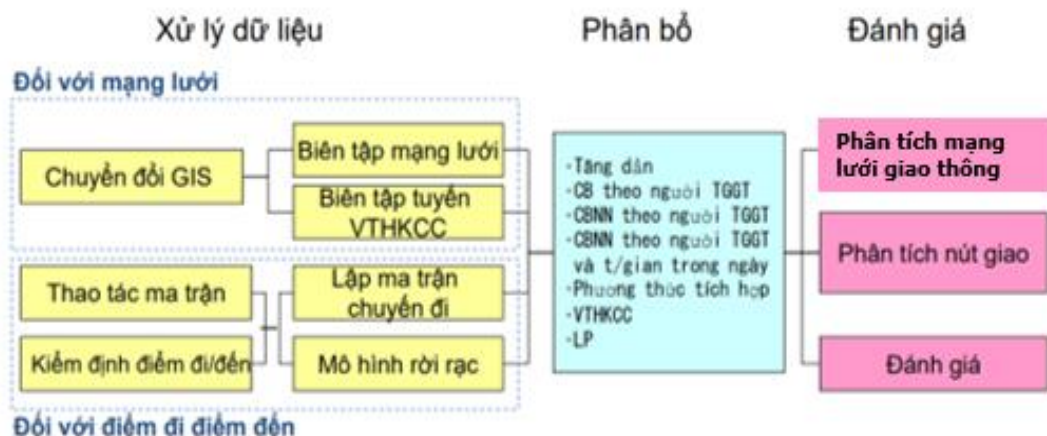 Xử lý dữ liệu
Phân bổ
Đánh giá
Đối với mạng lưới
Chuyển đổi GIS
Biên tập mạng lưới
Biên tập tuyến
VTHKCC
Thao tác ma trận
Kiểm định điểm đi/đến
Lập ma trận
chuyến đi
Mô hình rời rạc
Đối với điểm đi điểm đến
·Tăng dần
·CB theo người TGGT
·CBNN theo người TGGT
·CBNN theo người TGGT
và t/gian trong ngày
·Phương thức tích hợp
·VTHKCC
·LP
Phân tích mạng
lưới giao thông
Phân tích nút giao
Đánh giá